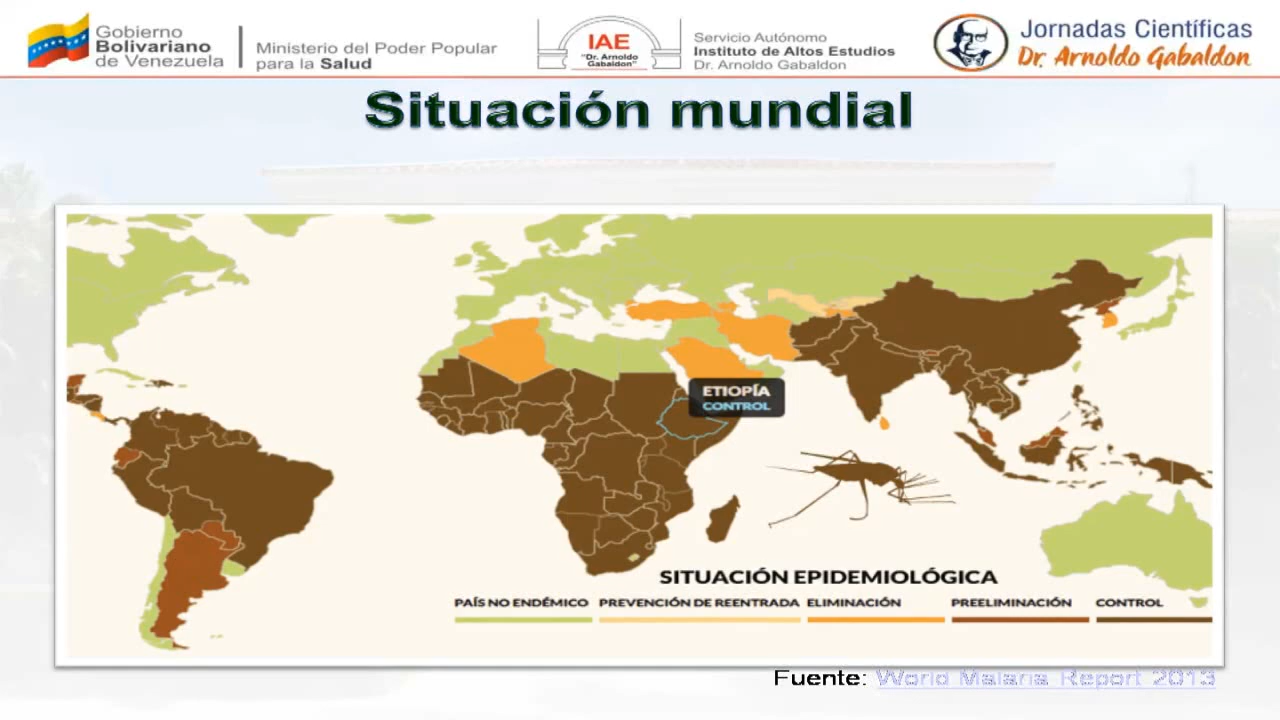 Gobierno
Bolivariano
de Venezuela
Ministerio del Poder Popular
para la Salud
IAE
"Dr. Arnoldo
Gabaldon"
Servicio Autónomo
Instituto de Altos Estudios
Dr. Arnoldo Gabaldon
Jornadas Científicas
Dr. Arnoldo Gabaldon
Situación mundial
ETIOPÍA
CONTROL
SITUACIÓN EPIDEMIOLÓGICA
PAÍS NO ENDÉMICO PREVENCIÓN DE REENTRADA ELIMINACIÓN PREELIMINACIÓN CONTROL
Fuente: World Malaria Report 2013